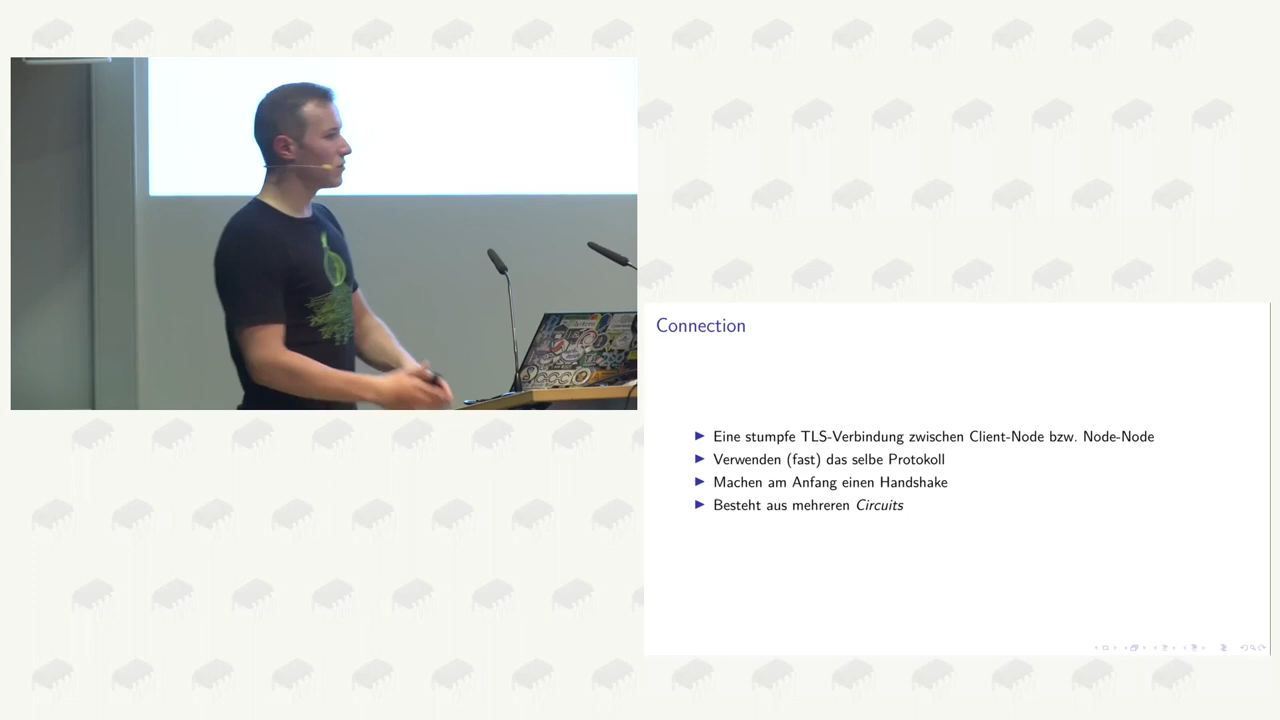 Connection
Eine stumpfe TLS-Verbindung zwischen Client-Node bzw. Node-Node
Verwenden (fast) das selbe Protokoll
Machen am Anfang einen Handshake
Besteht aus mehreren Circuits